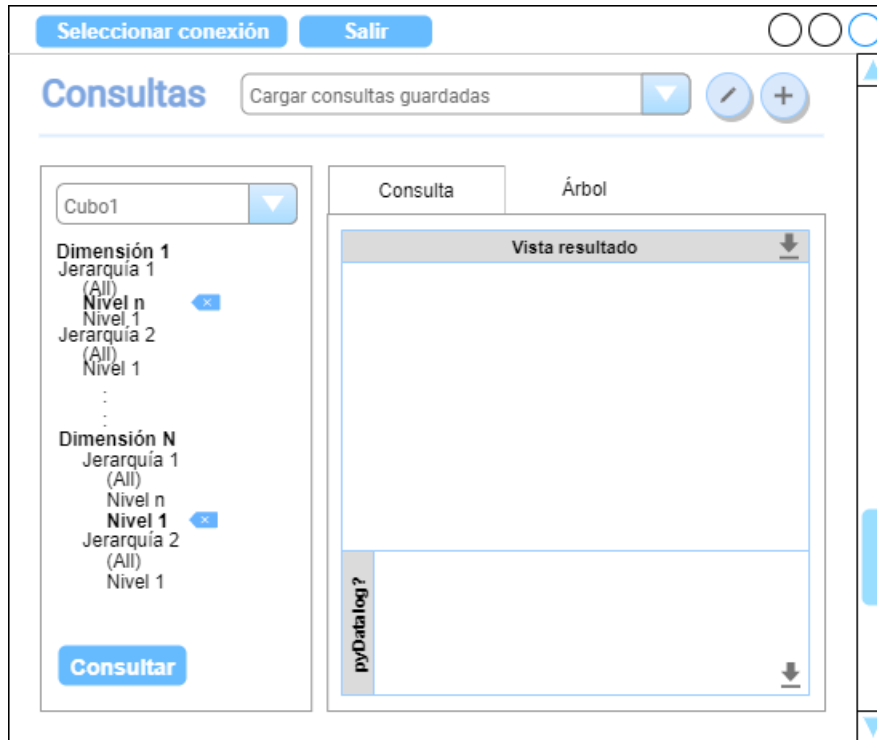 Seleccionar conexión
Salir
Consultas
Cargar consultas guardadas
Cubo1
Dimensión 1
Jerarquía 1
(All)
Nivel n
Nivel 1
Jerarquía 2
(All)
Nivel 1
:
:
Dimensión N
Jerarquía 1
(All)
Nivel n
Nivel 1
Jerarquía 2
(All)
Nivel 1
Consultar
Consulta
Árbol
Vista resultado
pyDatalog?